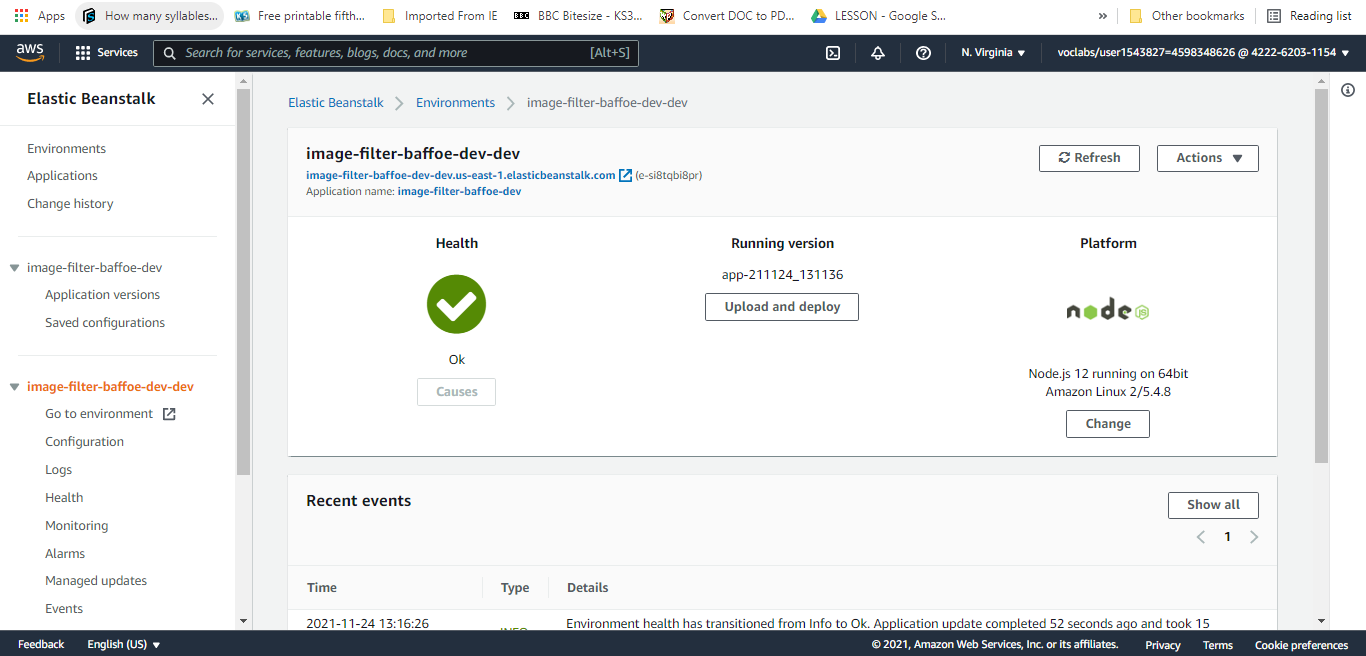 Apps
How many syllables...
Free printable fifth...
Imported From IE
BBC
BBC Bitesize - KS3...
Convert DOC to PD...
LESSON - Google S...
»
Other bookmarks
Reading list
aws
Services
Search for services, features, blogs, docs, and more
[Alt+S]
N. Virginia
voclabs/user1543827=4598348626 @ 4222-6203-1154
Elastic Beanstalk
Environments
Applications
Change history
image-filter-baffoe-dev
Application versions
Saved configurations
image-filter-baffoe-dev-dev
Go to environment
Configuration
Logs
Health
Monitoring
Alarms
Managed updates
Events
Elastic Beanstalk
Environments
image-filter-baffoe-dev-dev
image-filter-baffoe-dev-dev
image-filter-baffoe-dev-dev.us-east-1.elasticbeanstalk.com (e-si8tqbi8pr)
Application name: image-filter-baffoe-dev
Refresh
Actions
Health
Ok
Causes
Running version
app-211124_131136
Upload and deploy
Platform
node JS
Node.js 12 running on 64bit
Amazon Linux 2/5.4.8
Change
Recent events
Show all
1
Time
Type
Details
2021-11-24 13:16:26
INFO
Environment health has transitioned from Info to Ok. Application update completed 52 seconds ago and took 15
Feedback
English (US)
© 2021, Amazon Web Services, Inc. or its affiliates.
Privacy
Terms
Cookie preferences